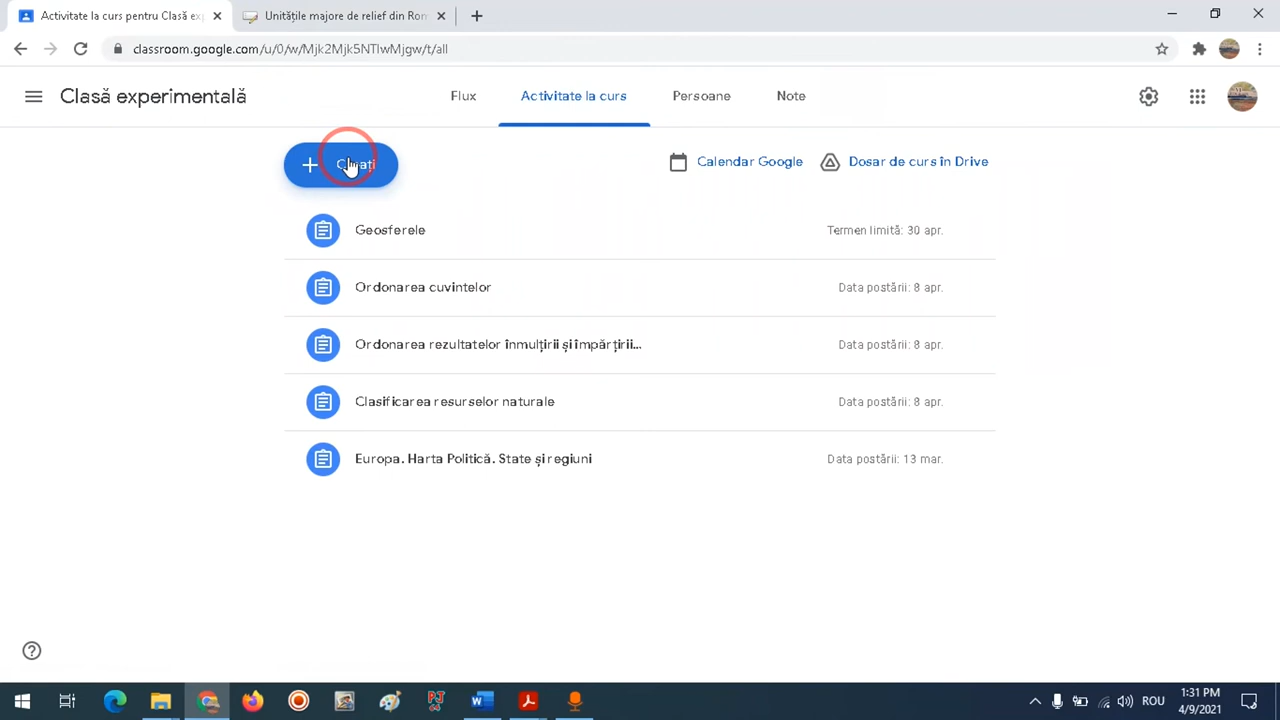 Activitate la curs pentru Clasă ex
Unitățile majore de relief din Rom
classroom.google.com/u/0/w/Mjk2Mjk5NTIwMjgw/t/all
Clasă experimentală
Flux
Activitate la curs
Persoane
Note
Creați
Calendar Google
Dosar de curs în Drive
Geosferele
Termen limită: 30 apr.
Ordonarea cuvintelor
Data postării: 8 apr.
Ordonarea rezultatelor înmulțirii și împărțirii...
Data postării: 8 apr.
Clasificarea resurselor naturale
Data postării: 8 apr.
Europa. Harta Politică. State și regiuni
Data postării: 13 mar.
ROU
1:31 PM
4/9/2021